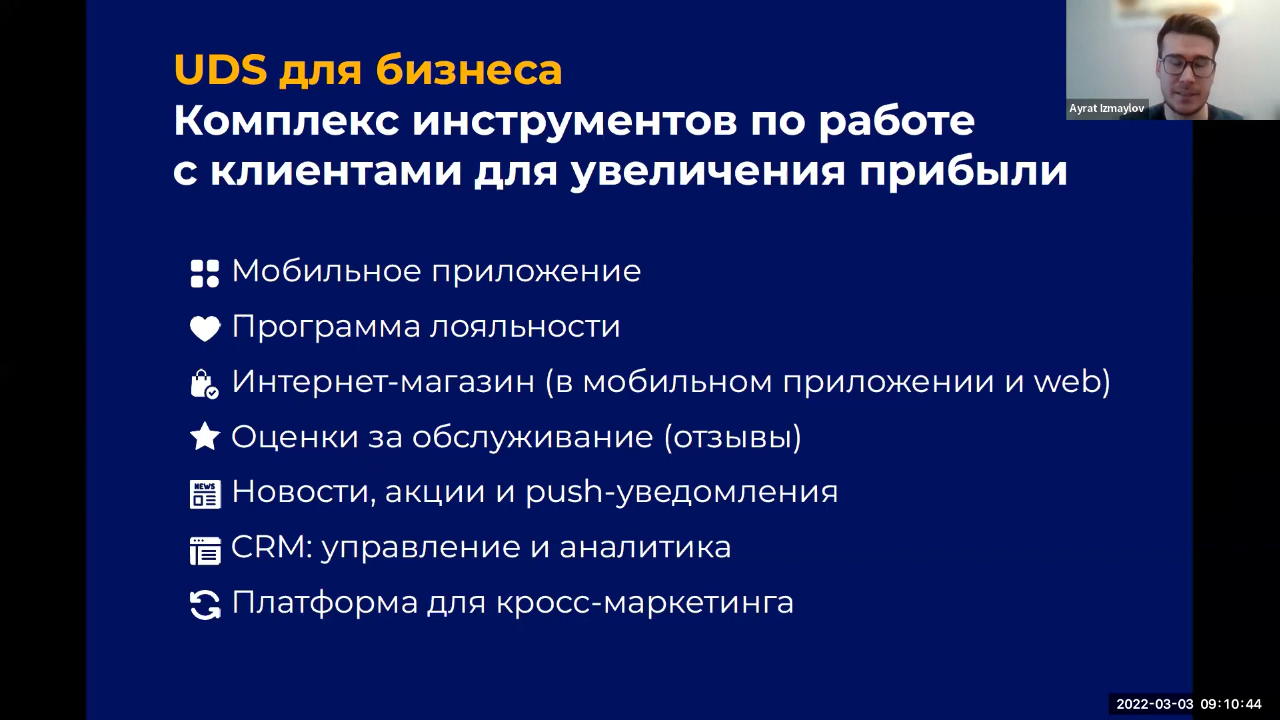 UDS для бизнеса
Комплекс инструментов по работе
с клиентами для увеличения прибыли
Ayrat Izmaylov
Мобильное приложение
Программа лояльности
Интернет-магазин (в мобильном приложении и web)
Оценки за обслуживание (отзывы)
NEWS
Новости, акции и push-уведомления
CRM: управление и аналитика
Платформа для кросс-маркетинга
2022-03-03 09:10:44